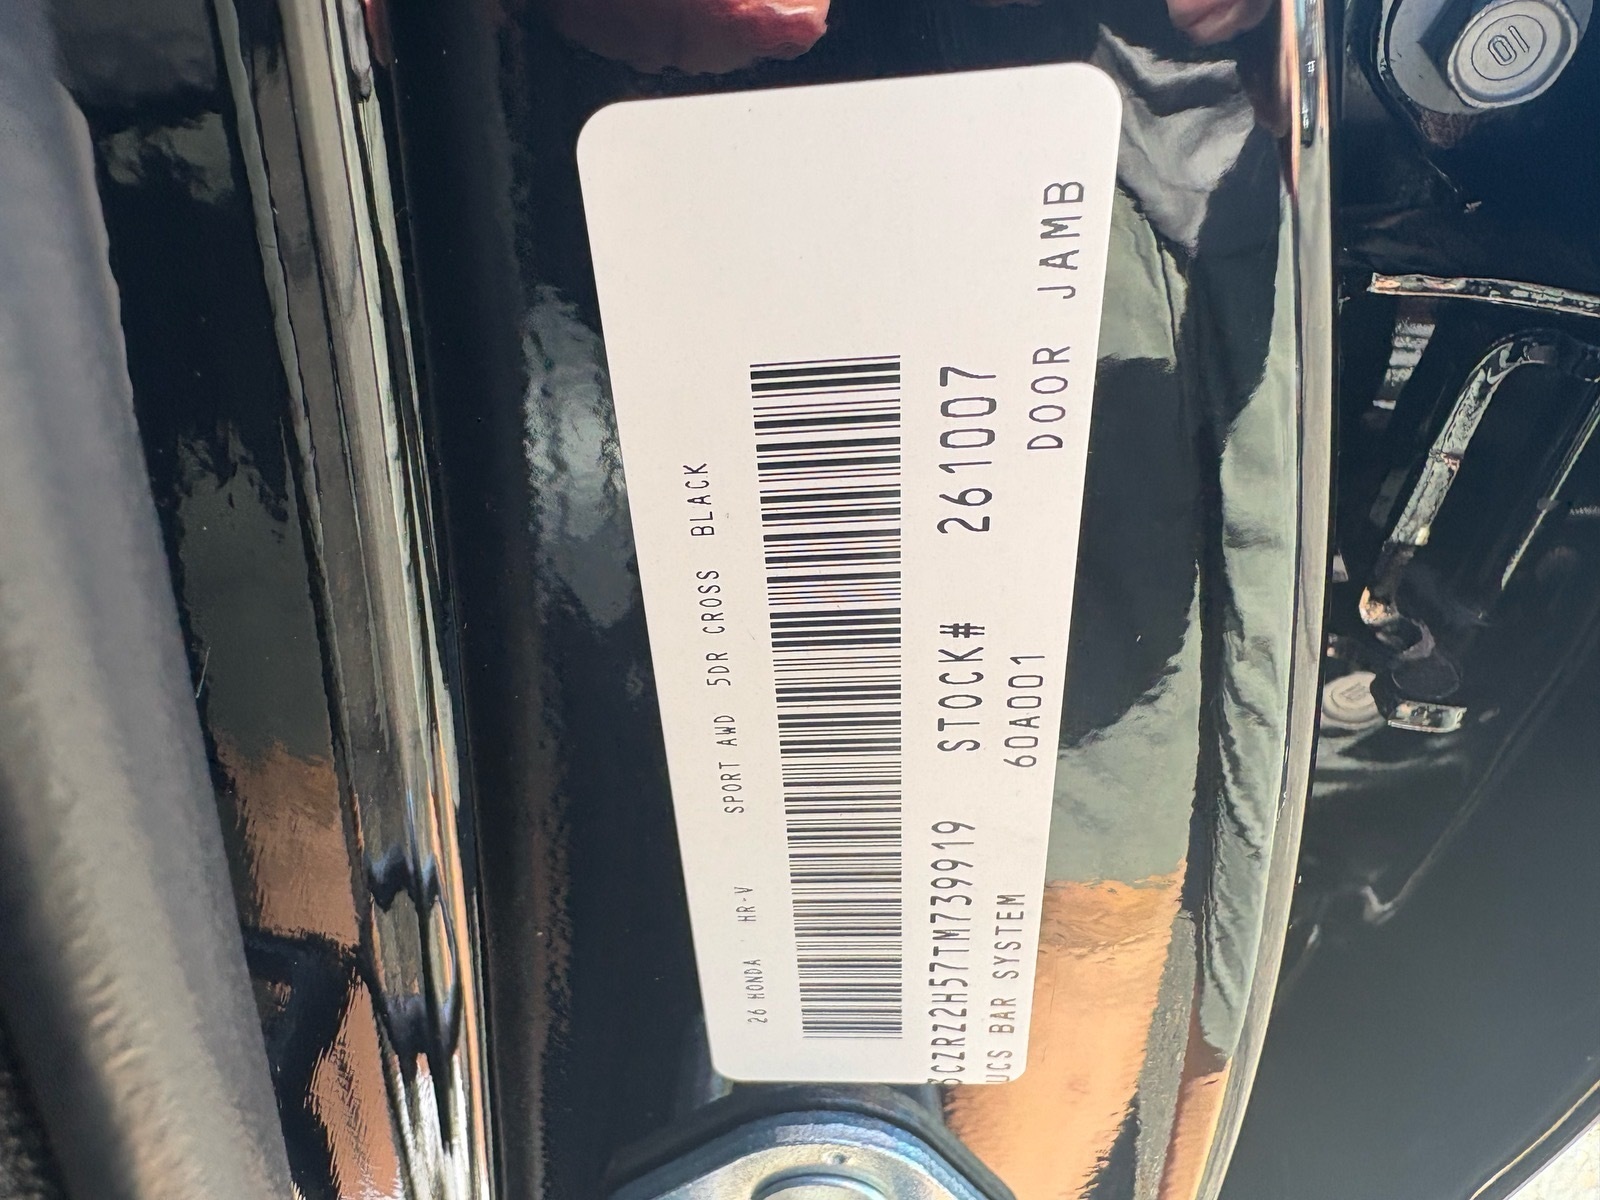 26 HONDA HR-V SPORT AWD 5DR CROSS BLACK
3CZRZ2H57TM739919 STOCK# 261007
UCS BAR SYSTEM 60A001 DOOR JAMB
10